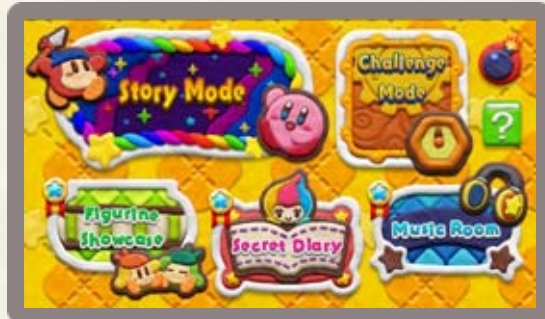 Story Mode
Challenge
Mode
?
Figurine
Showcase
Secret Diary
Music Room